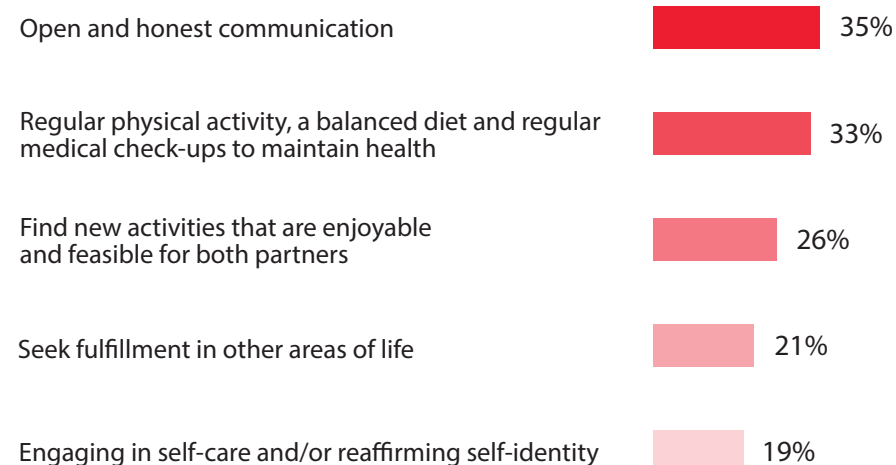 Open and honest communication
35%
Regular physical activity, a balanced diet and regular
medical check-ups to maintain health
33%
Find new activities that are enjoyable
and feasible for both partners
26%
Seek fulfillment in other areas of life
21%
Engaging in self-care and/or reaffirming self-identity
19%